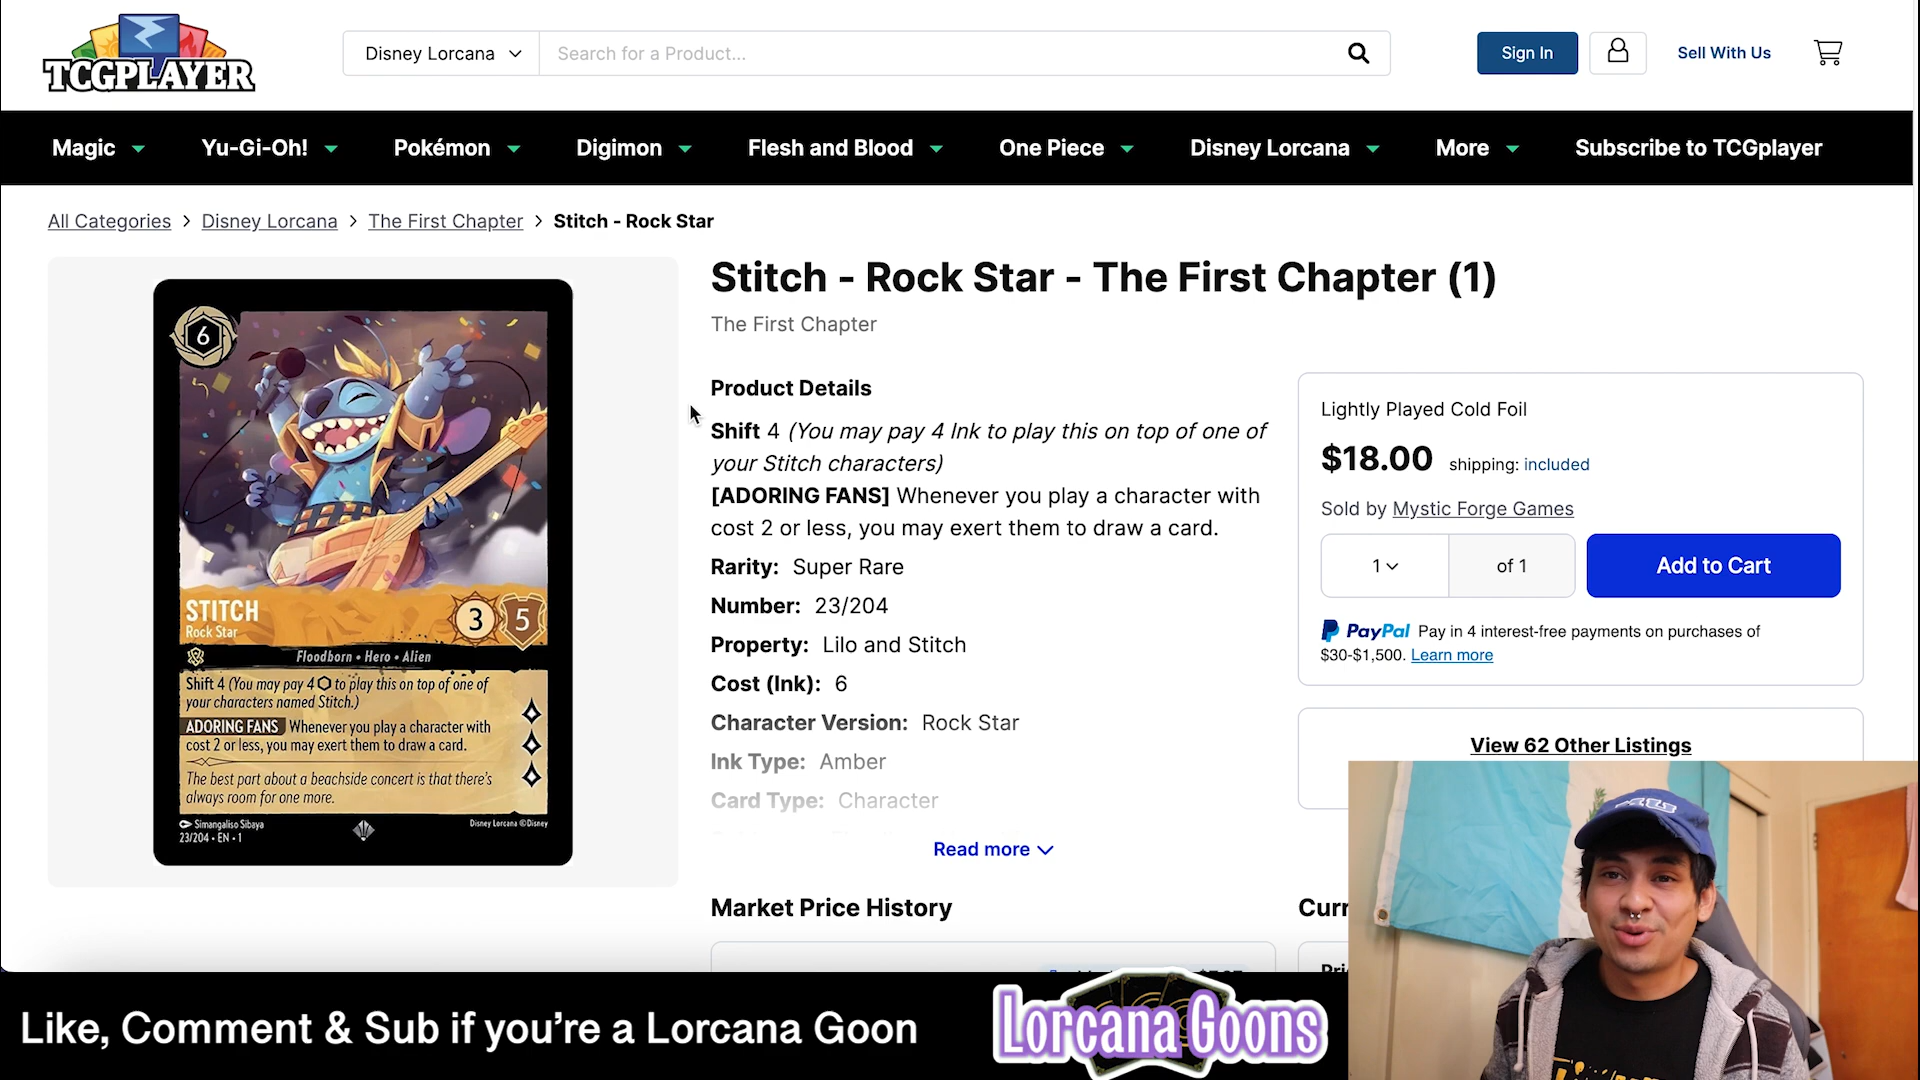 TCGPLAYER
Disney Lorcana
Search for a Product...
Sign In
Sell With Us
Magic
Yu-Gi-Oh!
Pokémon
Digimon
Flesh and Blood
One Piece
Disney Lorcana
More
Subscribe to TCGplayer
All Categories > Disney Lorcana > The First Chapter > Stitch - Rock Star
6
STITCH
Rock Star
3
5
Floodborn • Hero • Alien
Shift 4 (You may pay 4 to play this on top of one of
your characters named Stitch.)
ADORING FANS Whenever you play a character with
cost 2 or less, you may exert them to draw a card.
The best part about a beachside concert is that there's
always room for one more.
Simangaliso Sibaya
23/204 • EN • 1
Disney Lorcana ©Disney
Stitch - Rock Star - The First Chapter (1)
The First Chapter
Product Details
Shift 4 (You may pay 4 Ink to play this on top of one of
your Stitch characters)
[ADORING FANS] Whenever you play a character with
cost 2 or less, you may exert them to draw a card.
Rarity: Super Rare
Number: 23/204
Property: Lilo and Stitch
Cost (Ink): 6
Character Version: Rock Star
Ink Type: Amber
Card Type: Character
Read more
Market Price History
Lightly Played Cold Foil
$18.00 shipping: included
Sold by Mystic Forge Games
1
of 1
Add to Cart
PayPal Pay in 4 interest-free payments on purchases of
$30-$1,500. Learn more
View 62 Other Listings
Curr
Like, Comment & Sub if you're a Lorcana Goon
Lorcana Goons